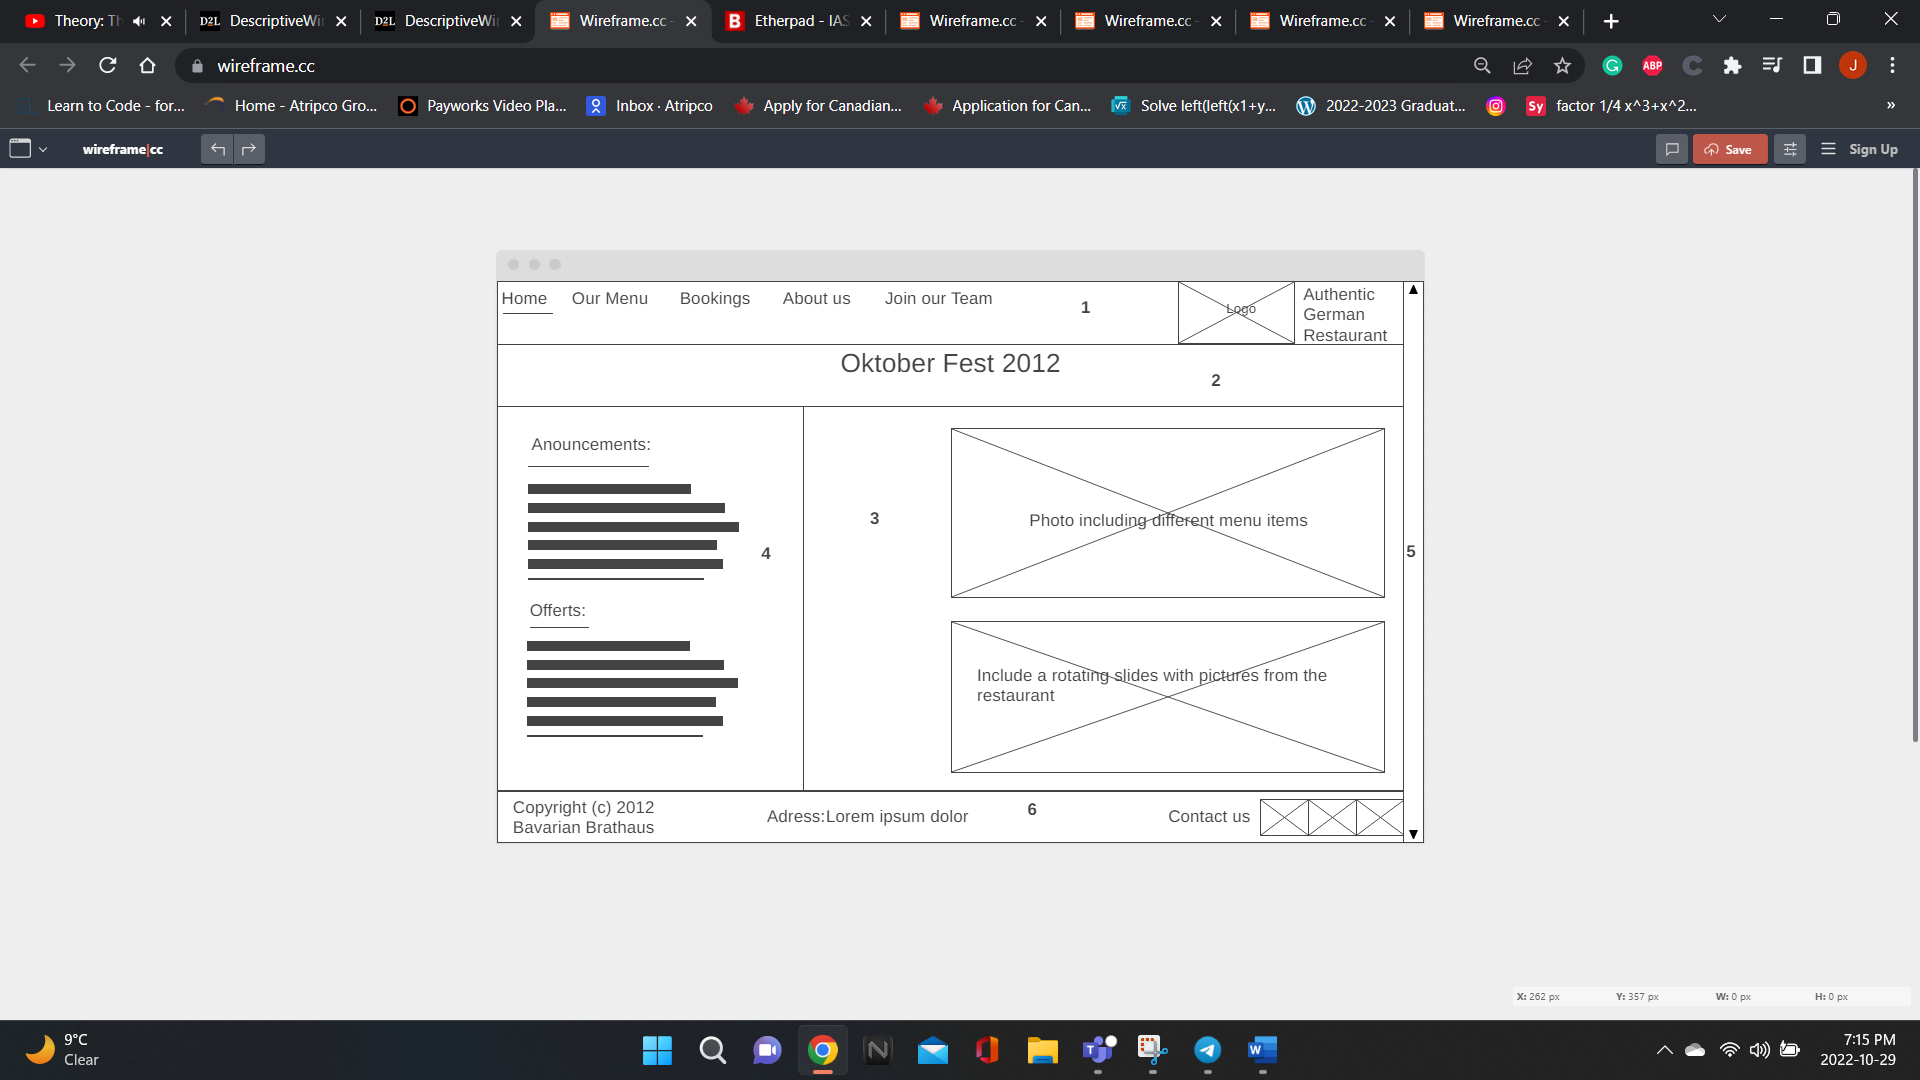 Theory: Th
DescriptiveWi
DescriptiveWi
Wireframe.cc -
Etherpad - IAS
Wireframe.cc -
Wireframe.cc -
Wireframe.cc -
Wireframe.cc -
wireframe.cc
Learn to Code - for...
Home - Atripco Gro...
Payworks Video Pla...
Inbox · Atripco
Apply for Canadian...
Application for Can...
Solve left(left(x1+y...
2022-2023 Graduat...
factor 1/4 x^3+x^2...
wireframe|cc
Save
Sign Up
Home
Our Menu
Bookings
About us
Join our Team
1
Logo
Authentic
German
Restaurant
Oktober Fest 2012
2
Anouncements:
4
Offerts:
3
Photo including different menu items
Include a rotating slides with pictures from the
restaurant
5
Copyright (c) 2012
Bavarian Brathaus
Adress:Lorem ipsum dolor
6
Contact us
X: 262 px
Y: 357 px
W: 0 px
H: 0 px
9°C
Clear
7:15 PM
2022-10-29